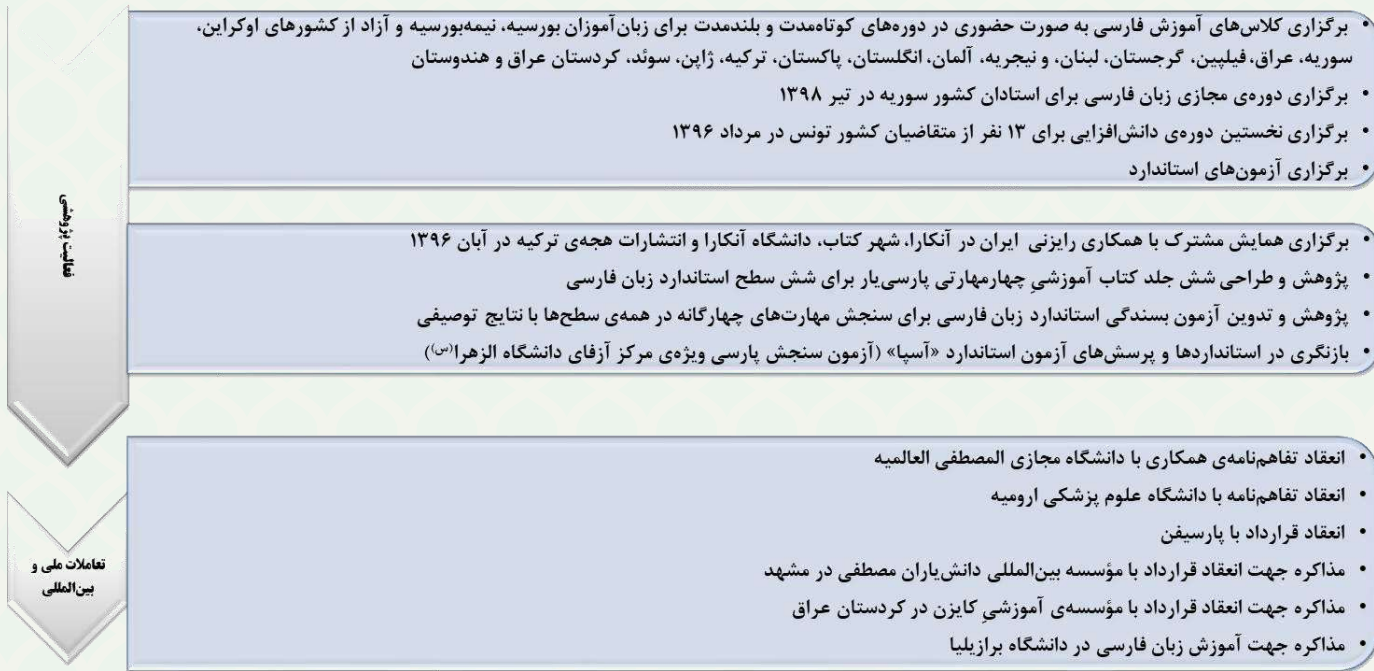 • برگزاری کلاس‌های آموزش فارسی به صورت حضوری در دوره‌های کوتاه‌مدت و بلندمدت برای زبان‌آموزان بورسیه، نیمه‌بورسیه و آزاد از کشورهای اوکراین،
سوریه، عراق، فیلیپین، گرجستان، لبنان، و نیجریه، آلمان، انگلستان، پاکستان، ترکیه، ژاپن، سوئد، کردستان عراق و هندوستان
• برگزاری دوره‌ی مجازی زبان فارسی برای استادان کشور سوریه در تیر ۱۳۹۸
• برگزاری نخستین دوره‌ی دانش‌افزایی برای ۱۳ نفر از متقاضیان کشور تونس در مرداد ۱۳۹۶
• برگزاری آزمون‌های استاندارد
فعالیت پژوهشی
• برگزاری همایش مشترک با همکاری رایزنی ایران در آنکارا، شهر کتاب، دانشگاه آنکارا و انتشارات هجه‌ی ترکیه در آبان ۱۳۹۶
• پژوهش و طراحی شش جلد کتاب آموزشیِ چهارمهارتی پارسی‌یار برای شش سطح استاندارد زبان فارسی
• پژوهش و تدوین آزمون بسندگی استاندارد زبان فارسی برای سنجش مهارت‌های چهارگانه در همه‌ی سطح‌ها با نتایج توصیفی
• بازنگری در استانداردها و پرسش‌های آزمون استاندارد «آسپا» (آزمون سنجش پارسی ویژه‌ی مرکز آزفای دانشگاه الزهرا(س))
تعاملات ملی و
بین‌المللی
• انعقاد تفاهم‌نامه‌ی همکاری با دانشگاه مجازی المصطفی العالمیه
• انعقاد تفاهم‌نامه با دانشگاه علوم پزشکی ارومیه
• انعقاد قرارداد با پارسیفن
• مذاکره جهت انعقاد قرارداد با مؤسسه بین‌المللی دانش‌یاران مصطفی در مشهد
• مذاکره جهت انعقاد قرارداد با مؤسسه‌ی آموزشیِ کایزن در کردستان عراق
• مذاکره جهت آموزش زبان فارسی در دانشگاه برازیلیا